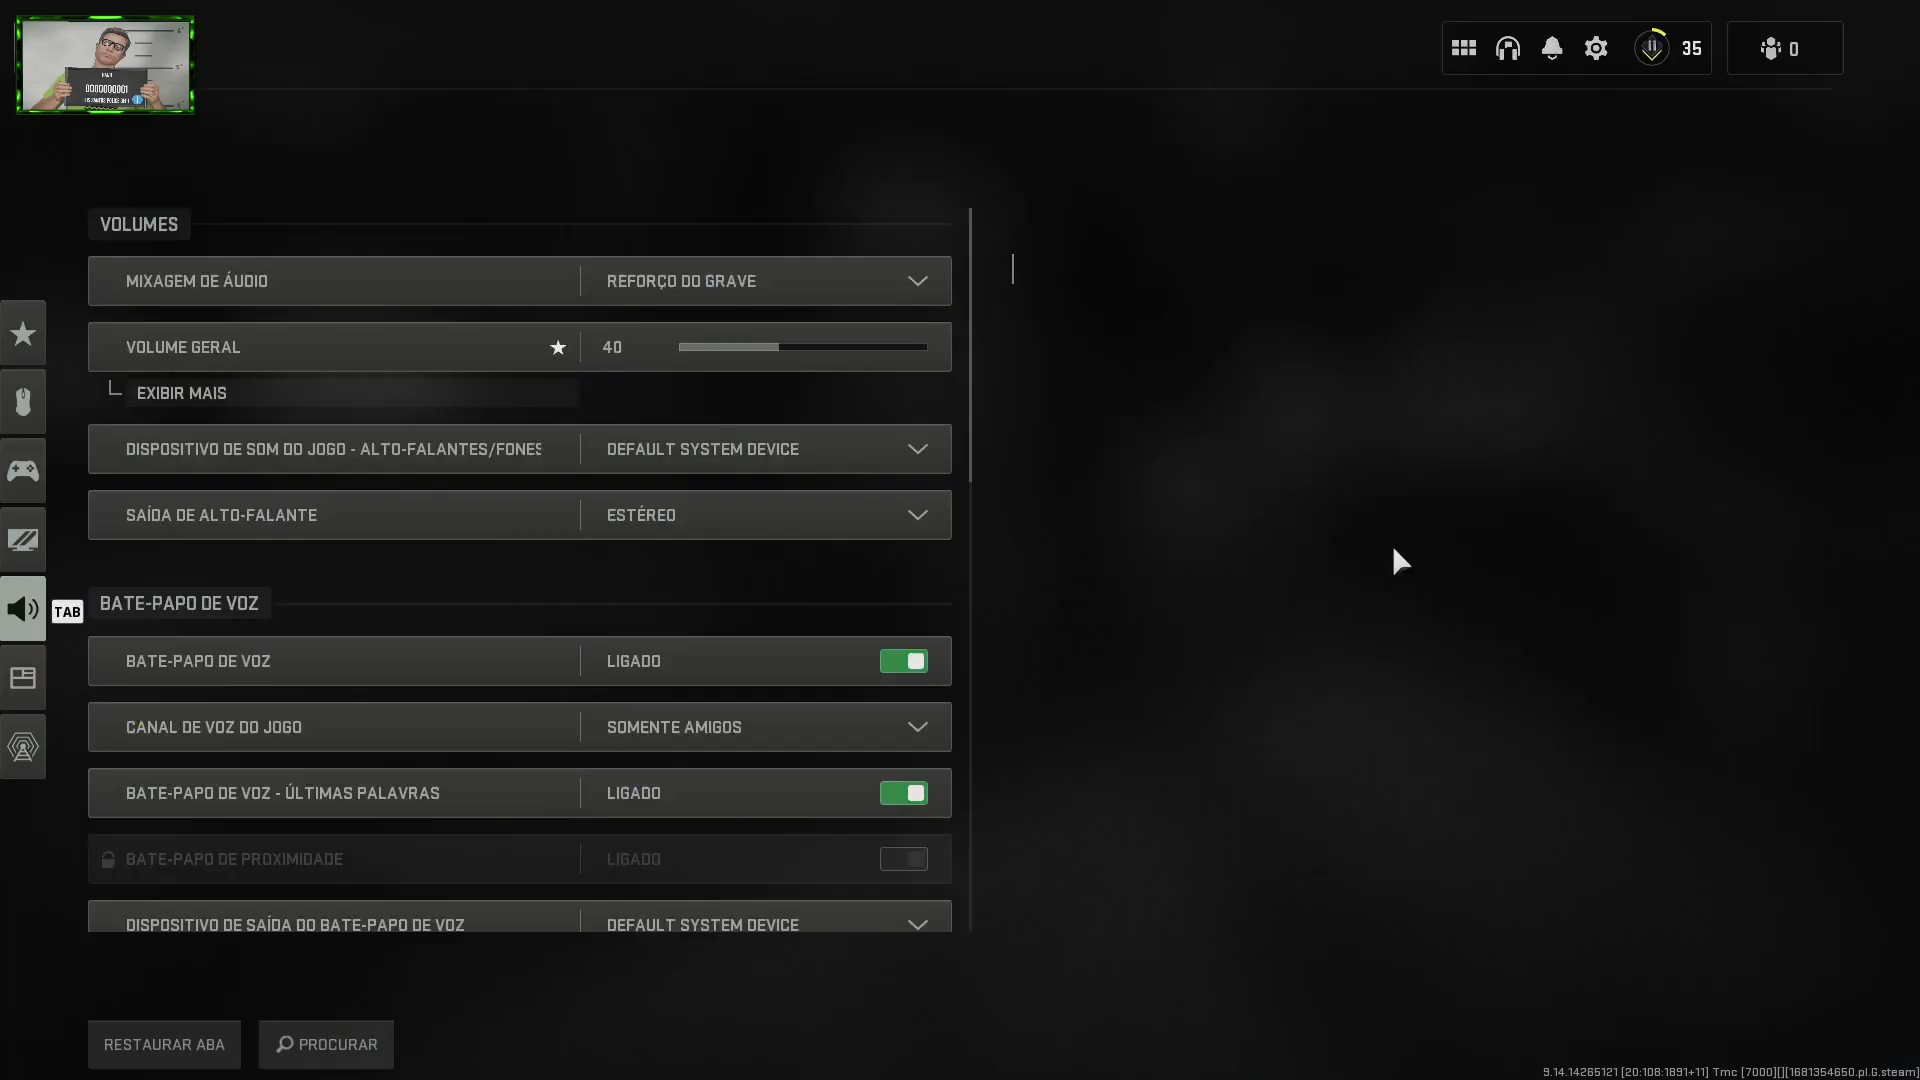 0000000001
35
0
VOLUMES
MIXAGEM DE ÁUDIO
REFORÇO DO GRAVE
VOLUME GERAL
40
EXIBIR MAIS
DISPOSITIVO DE SOM DO JOGO - ALTO-FALANTES/FONES
DEFAULT SYSTEM DEVICE
SAÍDA DE ALTO-FALANTE
ESTÉREO
TAB
BATE-PAPO DE VOZ
BATE-PAPO DE VOZ
LIGADO
CANAL DE VOZ DO JOGO
SOMENTE AMIGOS
BATE-PAPO DE VOZ - ÚLTIMAS PALAVRAS
LIGADO
BATE-PAPO DE PROXIMIDADE
LIGADO
DISPOSITIVO DE SAÍDA DO BATE-PAPO DE VOZ
DEFAULT SYSTEM DEVICE
RESTAURAR ABA
PROCURAR
9.14.14265121 [20:108:1891+11] Tmc [7000][][1681354650.pl.G.steam]